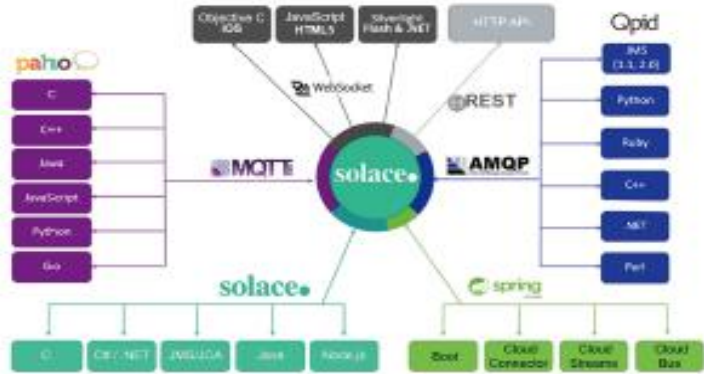 Objective C
iOS
JavaScript
HTML5
Silverlight
Flash & .NET
HTTP API
Qpid
paho
JMS
(1.1, 2.0)
C
WebSocket
Python
C++
REST
Ruby
Java
MQTT
solace.
AMQP
C++
JavaScript
.NET
Python
Perl
Go
solace.
spring
C
C# / .NET
JMS/JCA
Java
Node.js
Boot
Cloud
Connector
Cloud
Streams
Cloud
Bus